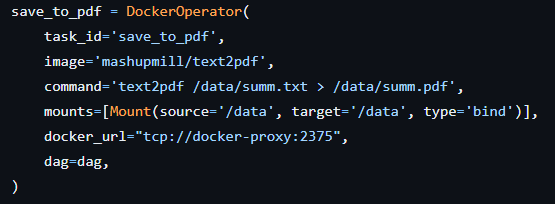 save_to_pdf = DockerOperator(
    task_id='save_to_pdf',
    image='mashupmill/text2pdf',
    command='text2pdf /data/summ.txt > /data/summ.pdf',
    mounts=[Mount(source='/data', target='/data', type='bind')],
    docker_url="tcp://docker-proxy:2375",
    dag=dag,
)